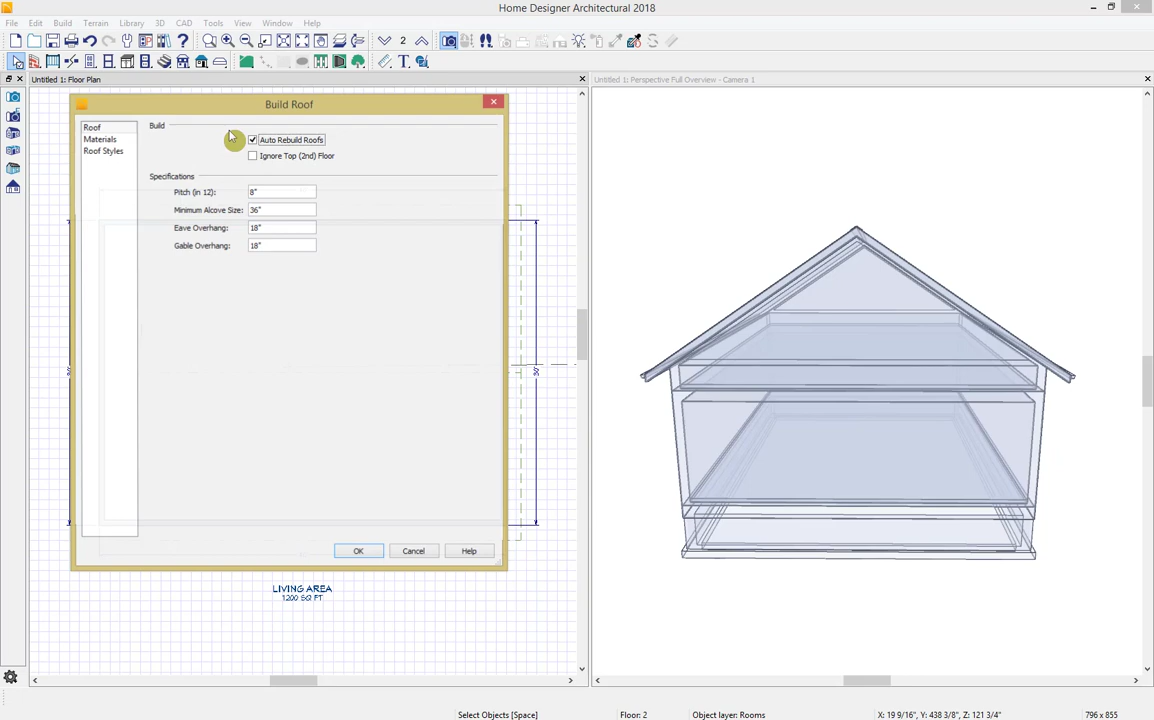 Home Designer Architectural 2018
File Edit Build Terrain Library 3D CAD Tools Window View Help
2
Untitled 1: Floor Plan
Untitled 1: Perspective Full Overview - Camera 1
Build Roof
Roof
Materials
Roof Styles
Build
Auto Rebuild Roofs
Ignore Top (2nd) Floor
Specifications
Pitch (in 12): 8"
Minimum Alcove Size: 36"
Eave Overhang: 18"
Gable Overhang: 18"
30'
OK Cancel Help
LIVING AREA
1200 SQ FT
Select Objects [Space] Floor: 2 Object layer: Rooms X: 19 9/16", Y: 438 3/8", Z: 121 3/4" 796 x 855